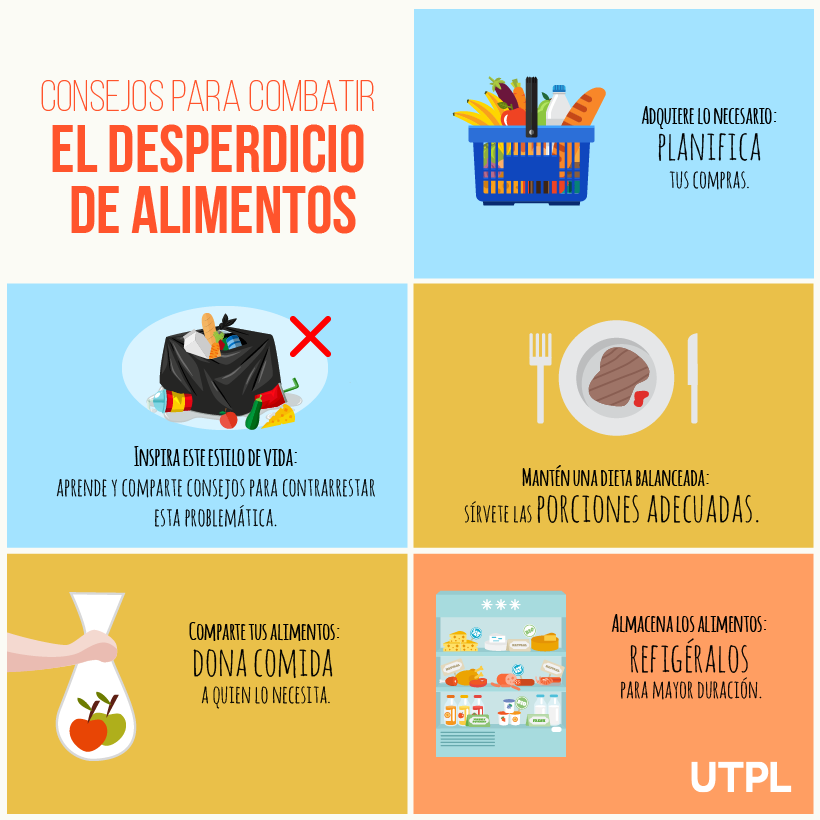 CONSEJOS PARA COMBATIR
EL DESPERDICIO
DE ALIMENTOS
ADQUIERE LO NECESARIO:
PLANIFICA
TUS COMPRAS.
INSPIRA ESTE ESTILO DE VIDA:
APRENDE Y COMPARTE CONSEJOS PARA CONTRARRESTAR
ESTA PROBLEMÁTICA.
MANTÉN UNA DIETA BALANCEADA:
SÍRVETE LAS PORCIONES ADECUADAS.
COMPARTE TUS ALIMENTOS:
DONA COMIDA
A QUIEN LO NECESITA.
ALMACENA LOS ALIMENTOS:
REFIGÉRALOS
PARA MAYOR DURACIÓN.
UTPL